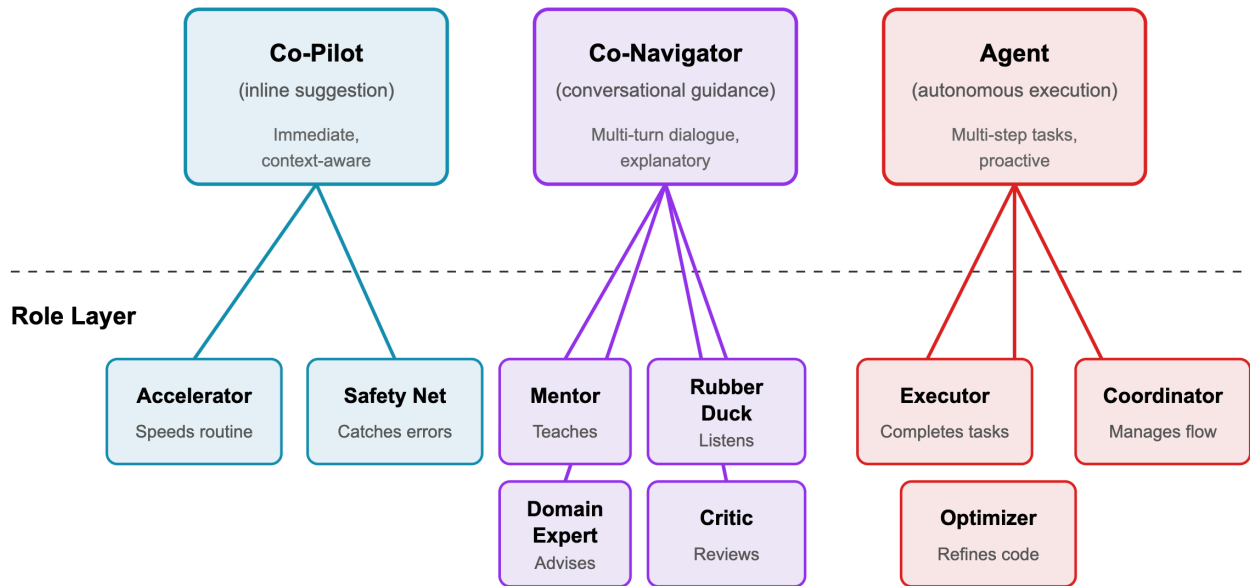 Co-Pilot
(inline suggestion)
Immediate,
context-aware
Co-Navigator
(conversational guidance)
Multi-turn dialogue,
explanatory
Agent
(autonomous execution)
Multi-step tasks,
proactive
Role Layer
Accelerator
Speeds routine
Safety Net
Catches errors
Mentor
Teaches
Rubber
Duck
Listens
Executor
Completes tasks
Coordinator
Manages flow
Domain
Expert
Advises
Critic
Reviews
Optimizer
Refines code